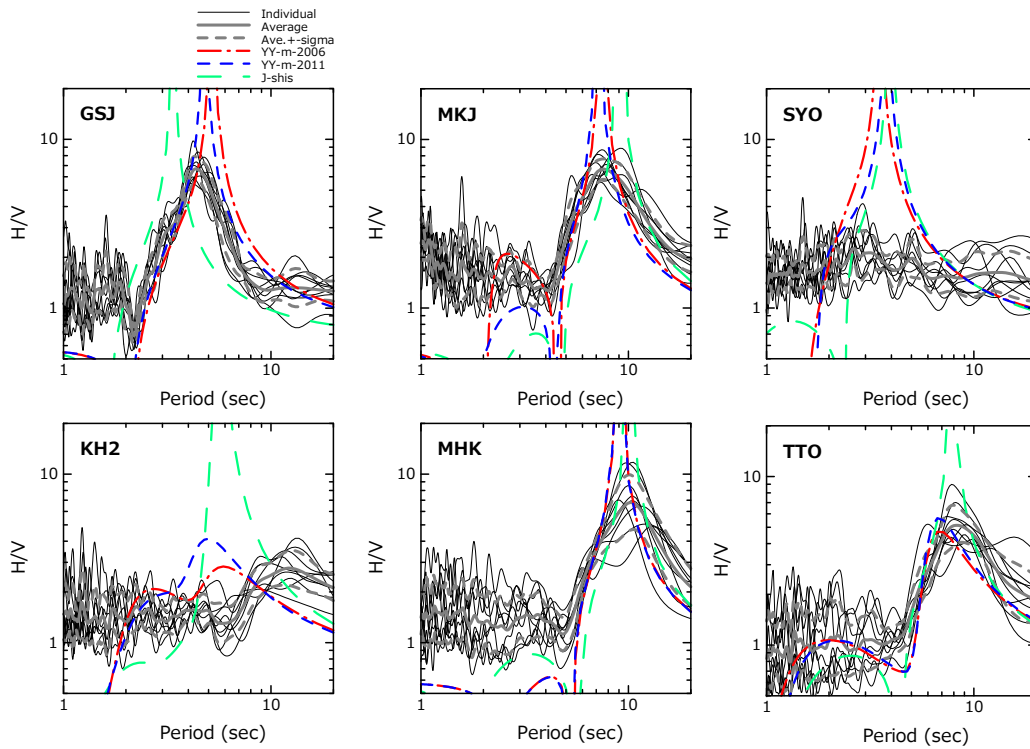 Individual
Average
Ave.+-sigma
YY-m-2006
YY-m-2011
J-shis
GSJ
10
1
H/V
1
10
Period (sec)
MKJ
10
1
H/V
1
10
Period (sec)
SYO
10
1
H/V
1
10
Period (sec)
KH2
10
1
H/V
1
10
Period (sec)
MHK
10
1
H/V
1
10
Period (sec)
TTO
10
1
H/V
1
10
Period (sec)